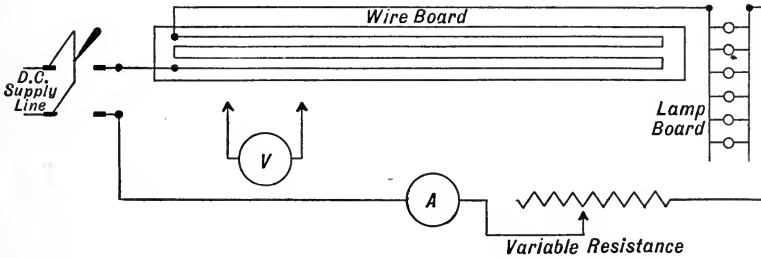 Wire Board
D.C.
Supply
Line
Lamp
Board
V
A
Variable Resistance